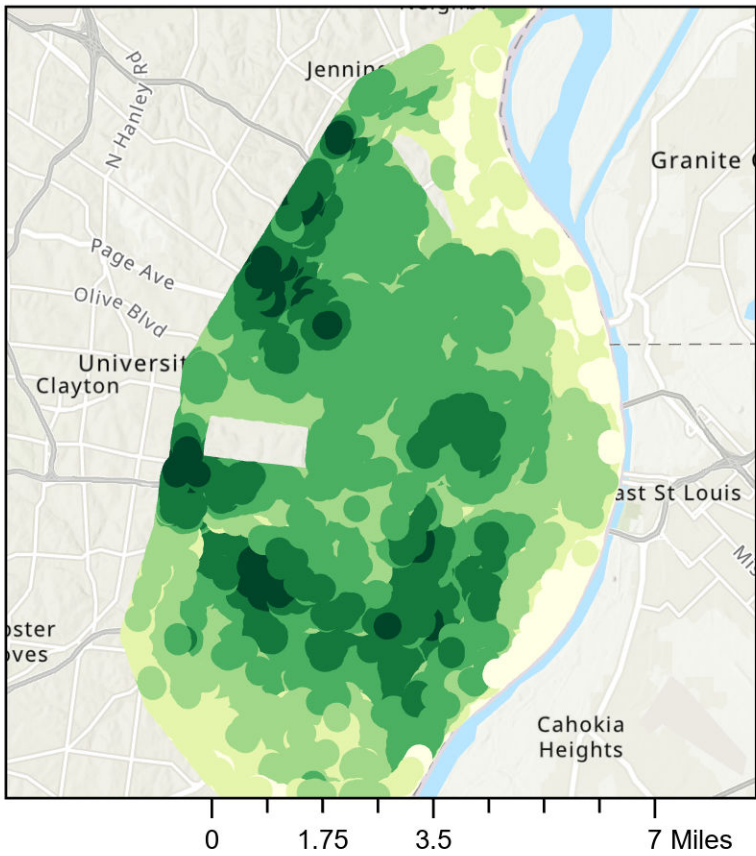 Jennin
N Hanley Rd
Granite
Page Ave
Olive Blvd
Universit
Clayton
ast St Louis
Mis
oster
oves
Cahokia
Heights
0 1.75 3.5 7 Miles